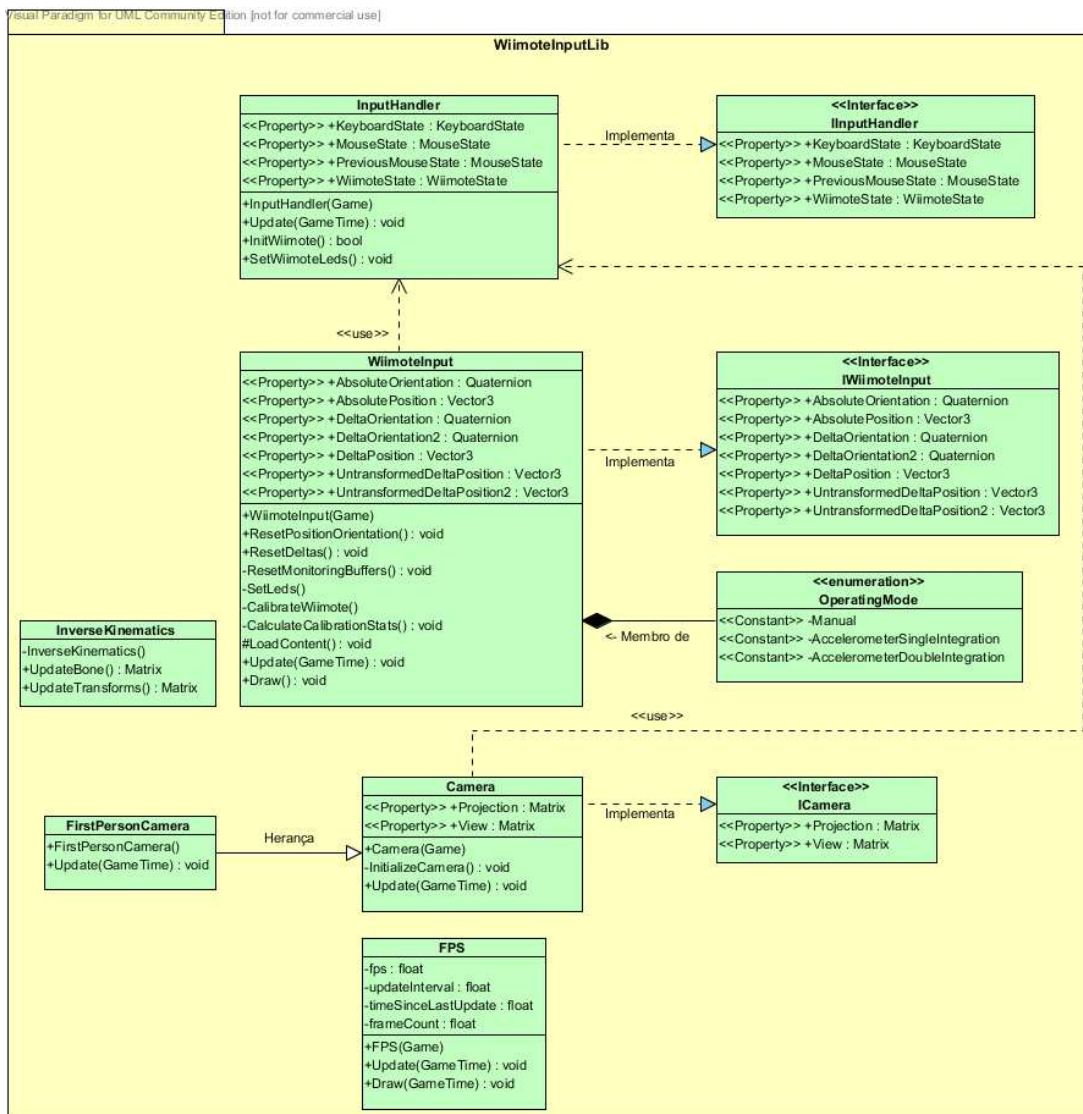 Visual Paradigm for UML Community Edition [not for commercial use]
WiimoteInputLib
InputHandler
<<Property>> +KeyboardState : KeyboardState
<<Property>> +MouseState : MouseState
<<Property>> +PreviousMouseState : MouseState
<<Property>> +WiimoteState : WiimoteState
+InputHandler(Game)
+Update(GameTime) : void
+InitWiimote() : bool
+SetWiimoteLeds() : void
Implementa
<<Interface>>
IInputHandler
<<Property>> +KeyboardState : KeyboardState
<<Property>> +MouseState : MouseState
<<Property>> +PreviousMouseState : MouseState
<<Property>> +WiimoteState : WiimoteState
<<use>>
WiimoteInput
<<Property>> +AbsoluteOrientation : Quaternion
<<Property>> +AbsolutePosition : Vector3
<<Property>> +DeltaOrientation : Quaternion
<<Property>> +DeltaOrientation2 : Quaternion
<<Property>> +DeltaPosition : Vector3
<<Property>> +UntransformedDeltaPosition : Vector3
<<Property>> +UntransformedDeltaPosition2 : Vector3
+WiimoteInput(Game)
+ResetPositionOrientation() : void
+ResetDeltas() : void
-ResetMonitoringBuffers() : void
-SetLeds()
-CalibrateWiimote()
-CalculateCalibrationStats() : void
#LoadContent() : void
+Update(GameTime) : void
+Draw() : void
Implementa
<<Interface>>
IWiimoteInput
<<Property>> +AbsoluteOrientation : Quaternion
<<Property>> +AbsolutePosition : Vector3
<<Property>> +DeltaOrientation : Quaternion
<<Property>> +DeltaOrientation2 : Quaternion
<<Property>> +DeltaPosition : Vector3
<<Property>> +UntransformedDeltaPosition : Vector3
<<Property>> +UntransformedDeltaPosition2 : Vector3
<- Membro de
<<enumeration>>
OperatingMode
<<Constant>> -Manual
<<Constant>> -AccelerometerSingleIntegration
<<Constant>> -AccelerometerDoubleIntegration
InverseKinematics
-InverseKinematics()
+UpdateBone() : Matrix
+UpdateTransforms() : Matrix
<<use>>
FirstPersonCamera
+FirstPersonCamera()
+Update(GameTime) : void
Herança
Camera
<<Property>> +Projection : Matrix
<<Property>> +View : Matrix
+Camera(Game)
-InitializeCamera() : void
+Update(GameTime) : void
Implementa
<<Interface>>
ICamera
<<Property>> +Projection : Matrix
<<Property>> +View : Matrix
FPS
-fps : float
-updateInterval : float
-timeSinceLastUpdate : float
-frameCount : float
+FPS(Game)
+Update(GameTime) : void
+Draw(GameTime) : void